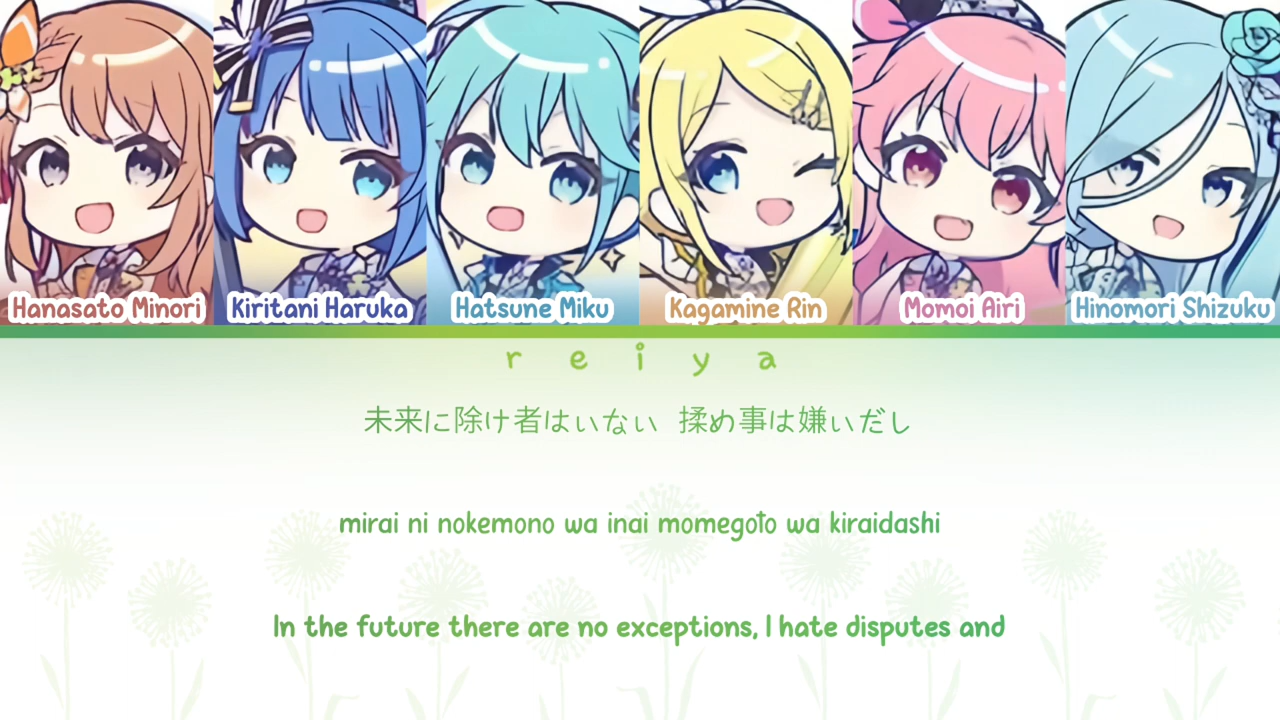 Hanasato Minori
Kiritani Haruka
Hatsune Miku
Kagamine Rin
Momoi Airi
Hinomori Shizuku
r e i y a
未来に除け者はいない 揉め事は嫌いだし
mirai ni nokemono wa inai momegoto wa kiraidashi
In the future there are no exceptions, I hate disputes and